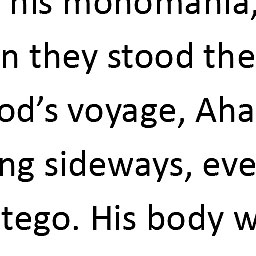 his monomania,
n they stood the
od’s voyage, Aha
ng sideways, eve
tego. His body w